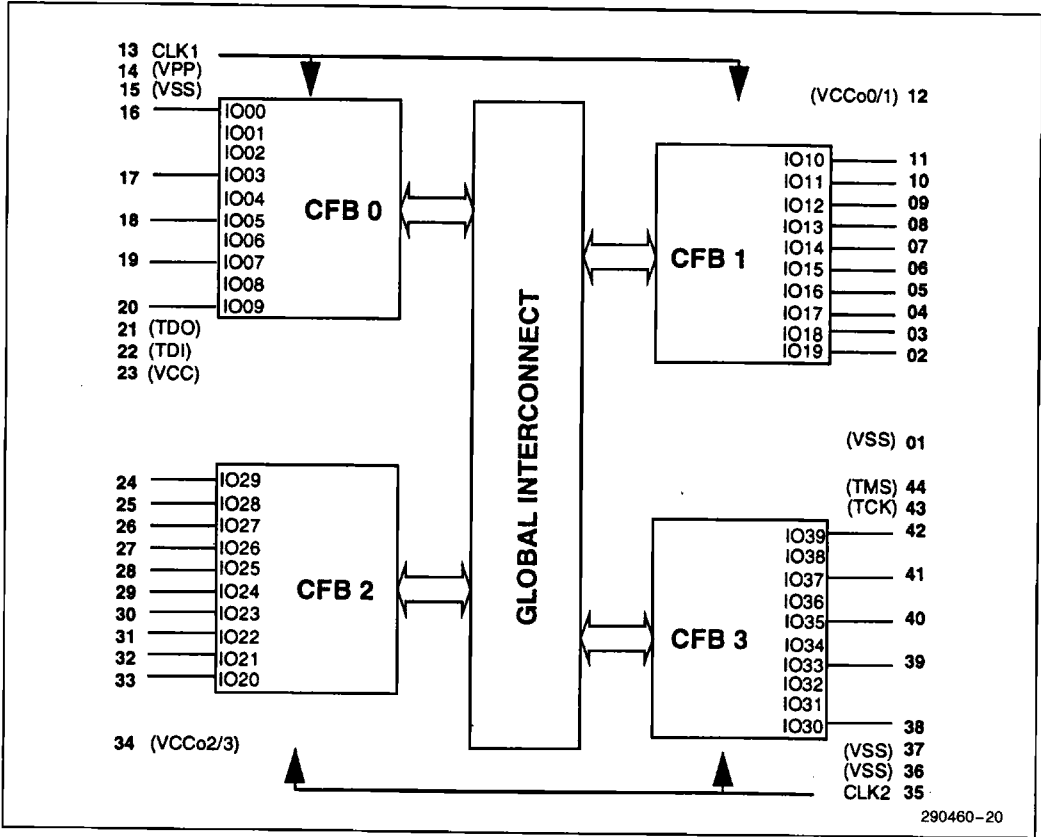 13 CLK1
14 (VPP)
15 (VSS)
16 IO00
IO01
IO02
17 IO03
IO04
18 IO05
IO06
19 IO07
IO08
20 IO09
CFB 0
21 (TDO)
22 (TDI)
23 (VCC)
(VCCo0/1) 12
IO10 11
IO11 10
IO12 09
IO13 08
IO14 07
IO15 06
IO16 05
IO17 04
IO18 03
IO19 02
CFB 1
GLOBAL INTERCONNECT
24 IO29
25 IO28
26 IO27
27 IO26
28 IO25
29 IO24
30 IO23
31 IO22
32 IO21
33 IO20
CFB 2
34 (VCCo2/3)
(VSS) 01
(TMS) 44
(TCK) 43
IO39 42
IO38
IO37 41
IO36
IO35 40
IO34
IO33 39
IO32
IO31
IO30 38
CFB 3
(VSS) 37
(VSS) 36
CLK2 35
290460-20